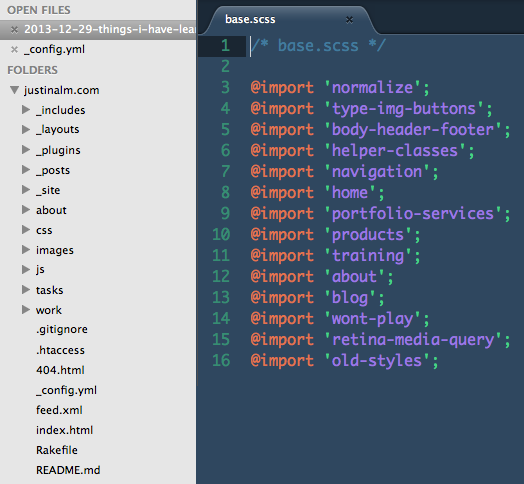 OPEN FILES
2013-12-29-things-i-have-lea
_config.yml
FOLDERS
justinalm.com
_includes
_layouts
_plugins
_posts
_site
about
css
images
js
tasks
work
.gitignore
.htaccess
404.html
_config.yml
feed.xml
index.html
Rakefile
README.md
base.scss
1 /* base.scss */
2
3 @import 'normalize';
4 @import 'type-img-buttons';
5 @import 'body-header-footer';
6 @import 'helper-classes';
7 @import 'navigation';
8 @import 'home';
9 @import 'portfolio-services';
10 @import 'products';
11 @import 'training';
12 @import 'about';
13 @import 'blog';
14 @import 'wont-play';
15 @import 'retina-media-query';
16 @import 'old-styles';